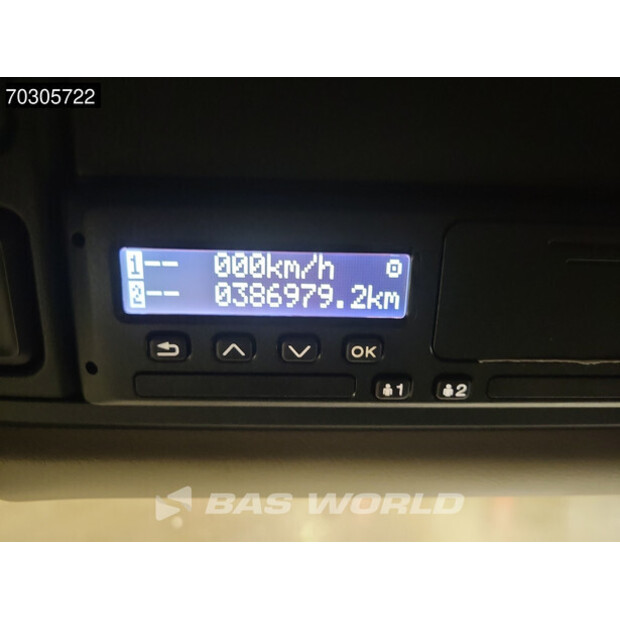 70305722
1-- 000km/h
2-- 0386979.2km
OK
1 2
BAS WORLD